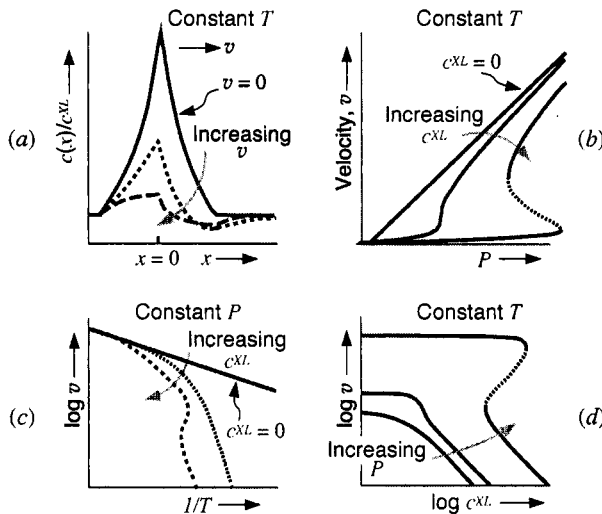 Constant T
v
v = 0
Increasing
v
c(x)/c^XL
(a)
x = 0
x
Constant T
c^XL = 0
Increasing
c^XL
Velocity, v
(b)
P
Constant P
Increasing
c^XL
c^XL = 0
log v
(c)
1/T
Constant T
log v
Increasing
P
(d)
log c^XL